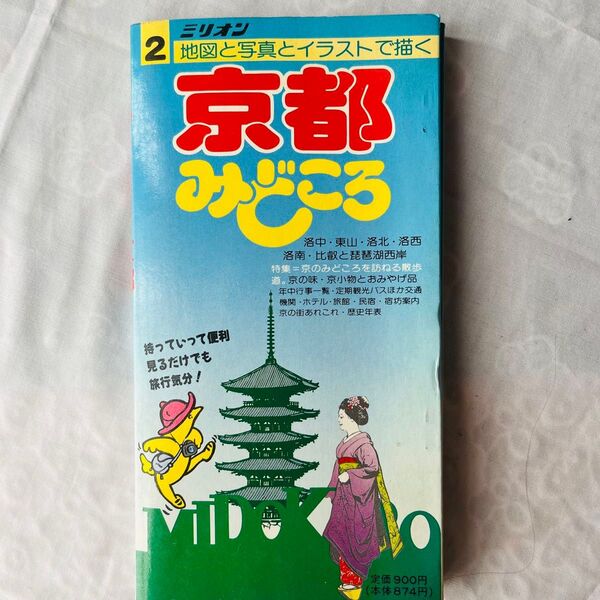 ミリオン
2
地図と写真とイラストで描く
京都
みどころ
洛中・東山・洛北・洛西
洛南・比叡と琵琶湖西岸
特集＝京のみどころを訪ねる散歩
道．京の味・京小物とおみやげ品
年中行事一覧・定期観光バスほか交通
機関・ホテル・旅館・民宿・宿坊案内
京の街あれこれ・歴史年表
持っていって便利
見るだけでも
旅行気分！
MIDOKORO
定価900円
(本体874円)